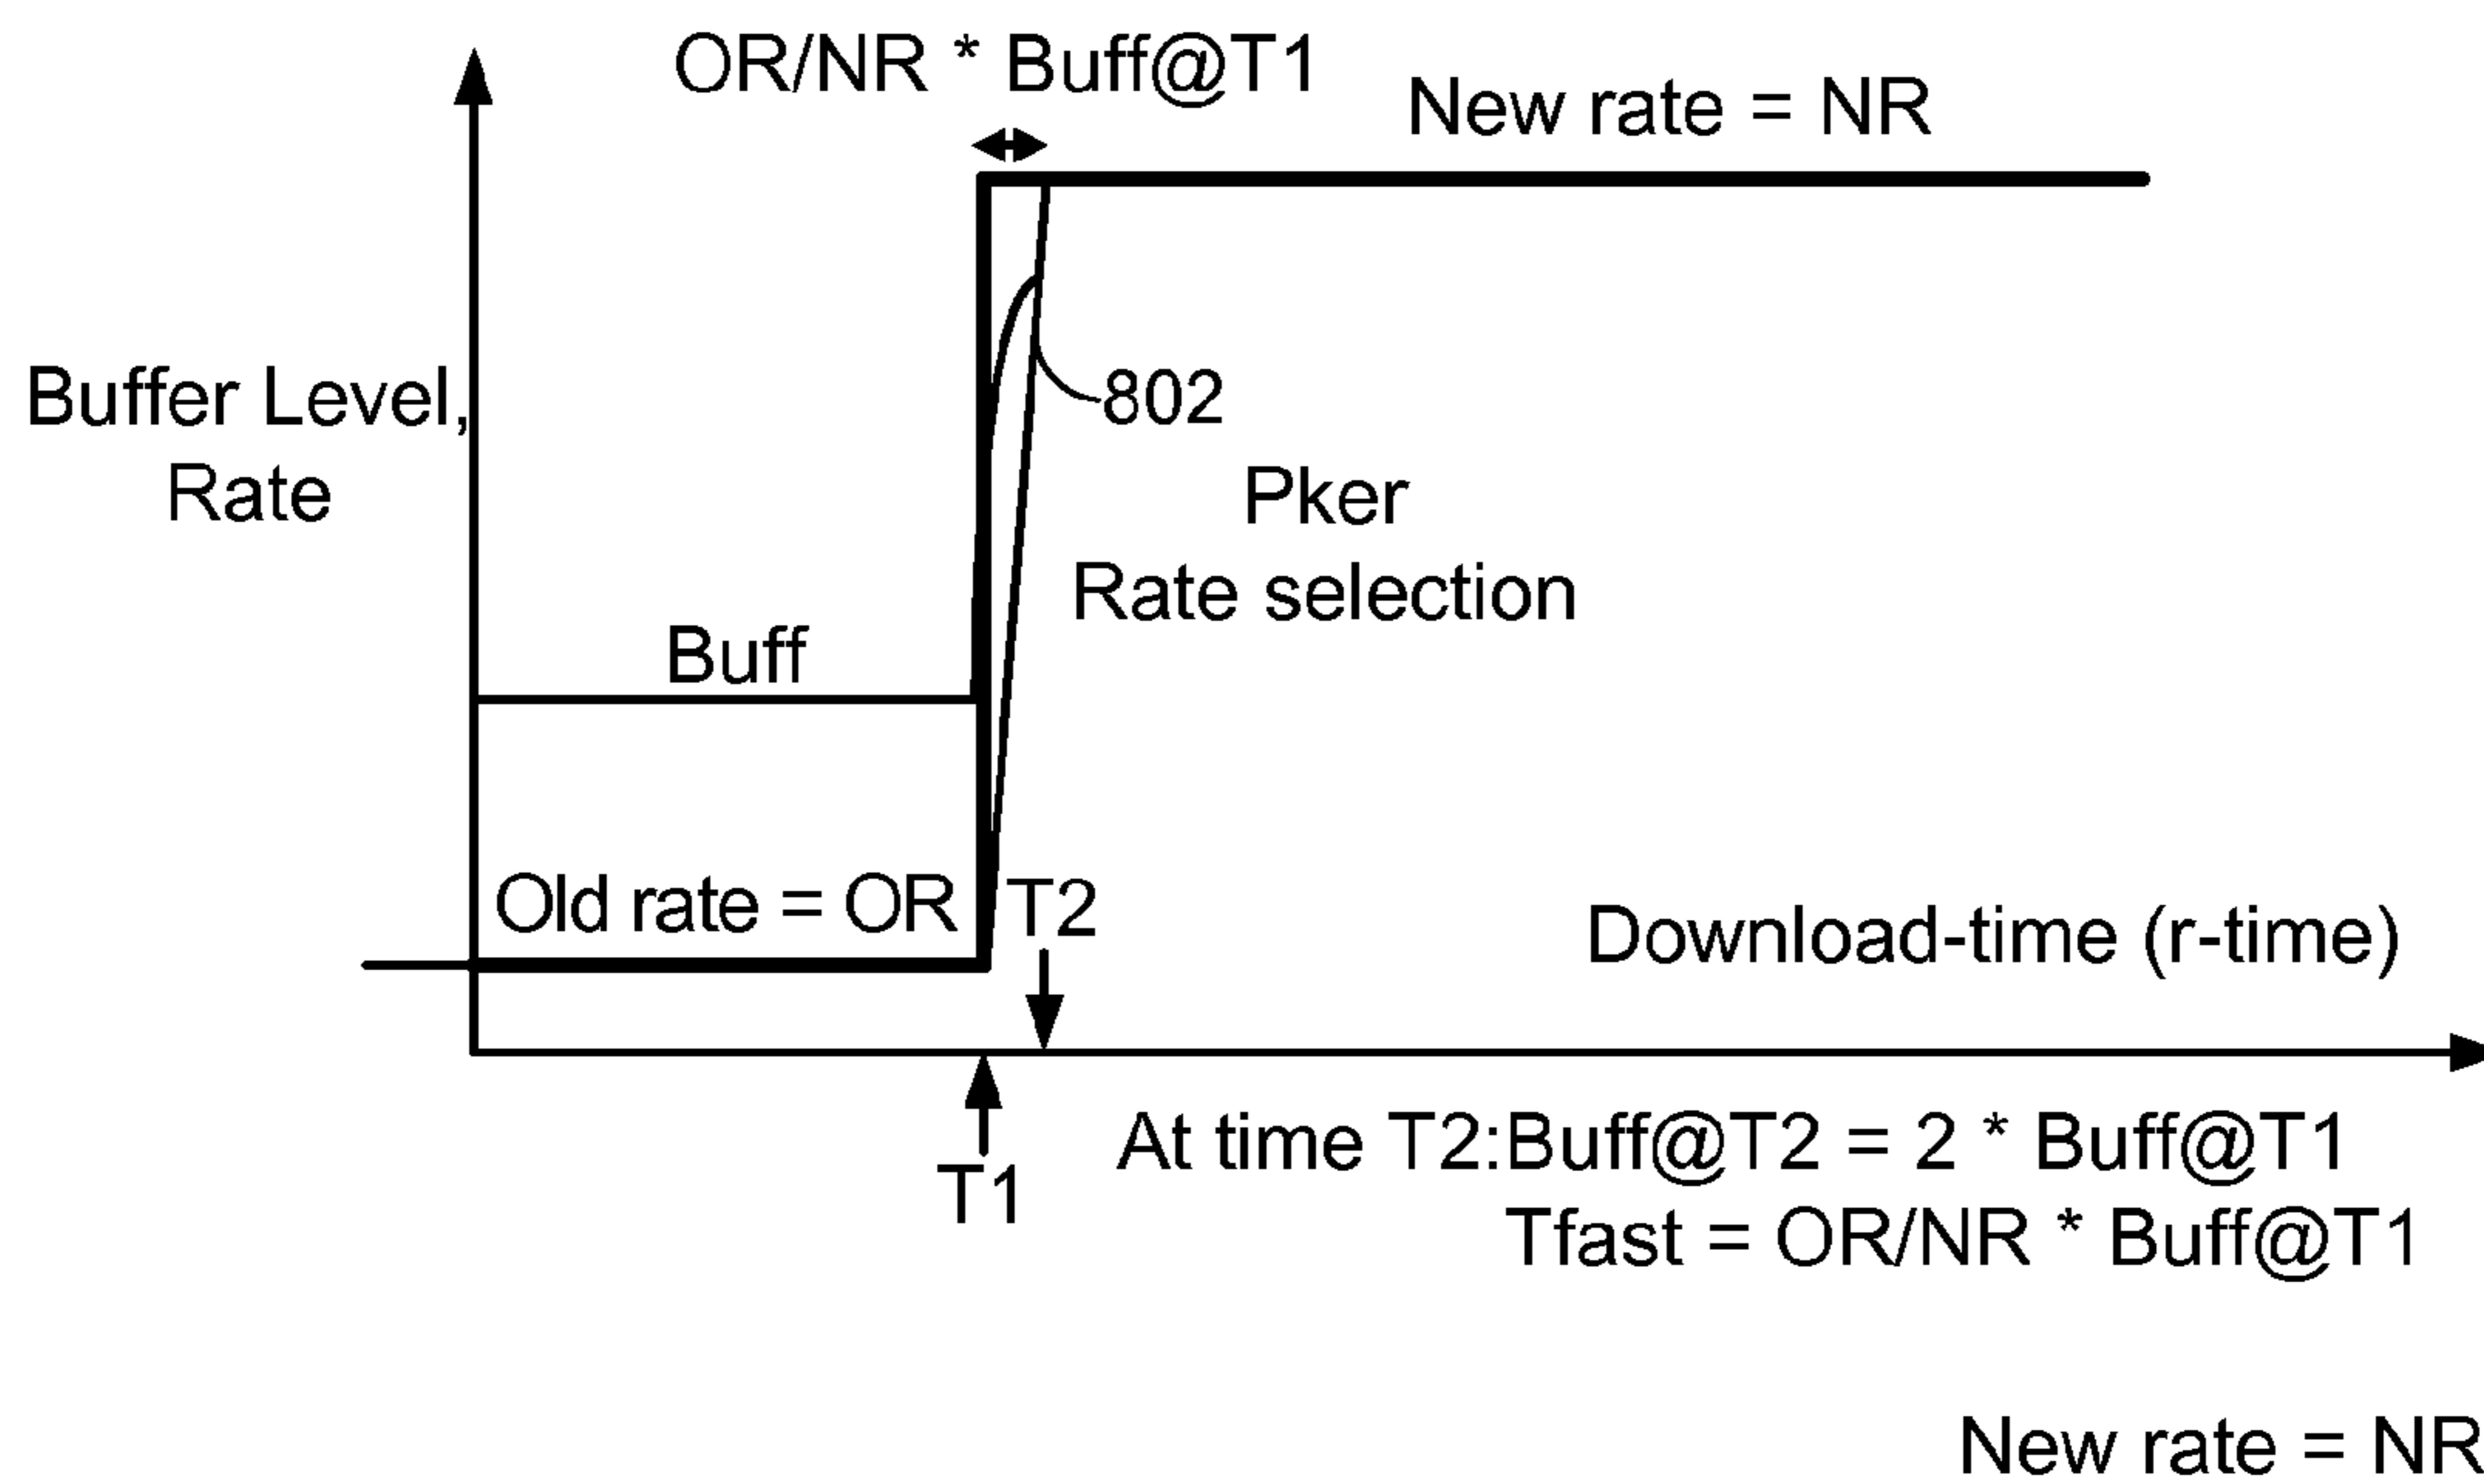 OR/NR * Buff@T1
New rate = NR
Buffer Level,
Rate
802
Pker
Rate selection
Buff
Old rate = OR
T2
Download-time (r-time)
T1
At time T2:Buff@T2 = 2 * Buff@T1
Tfast = OR/NR * Buff@T1
New rate = NR